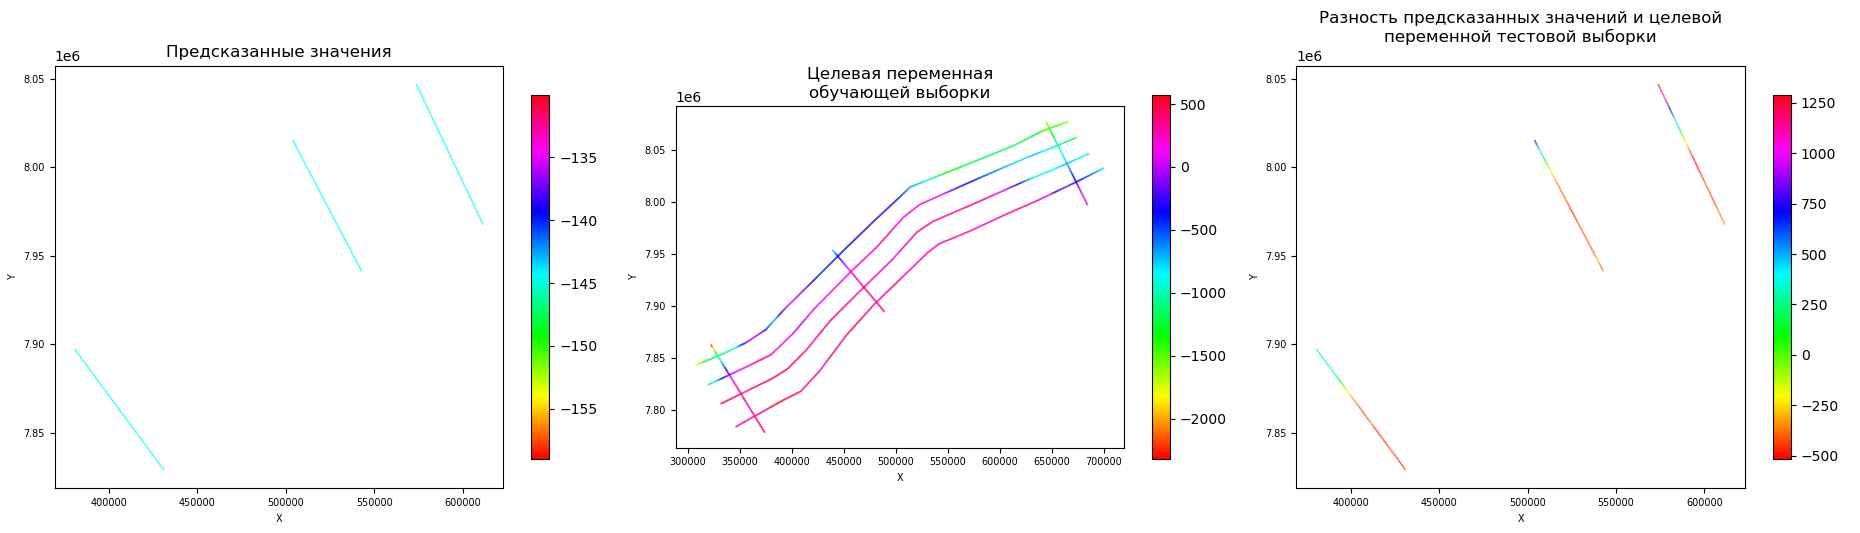 Предсказанные значения
1e6
8.05
8.00
7.95
7.90
7.85
Y
400000 450000 500000 550000 600000
X
−135
−140
−145
−150
−155
Целевая переменная
обучающей выборки
1e6
8.05
8.00
7.95
7.90
7.85
7.80
Y
300000 350000 400000 450000 500000 550000 600000 650000 700000
X
500
0
−500
−1000
−1500
−2000
Разность предсказанных значений и целевой
переменной тестовой выборки
1e6
8.05
8.00
7.95
7.90
7.85
Y
400000 450000 500000 550000 600000
X
1250
1000
750
500
250
0
−250
−500